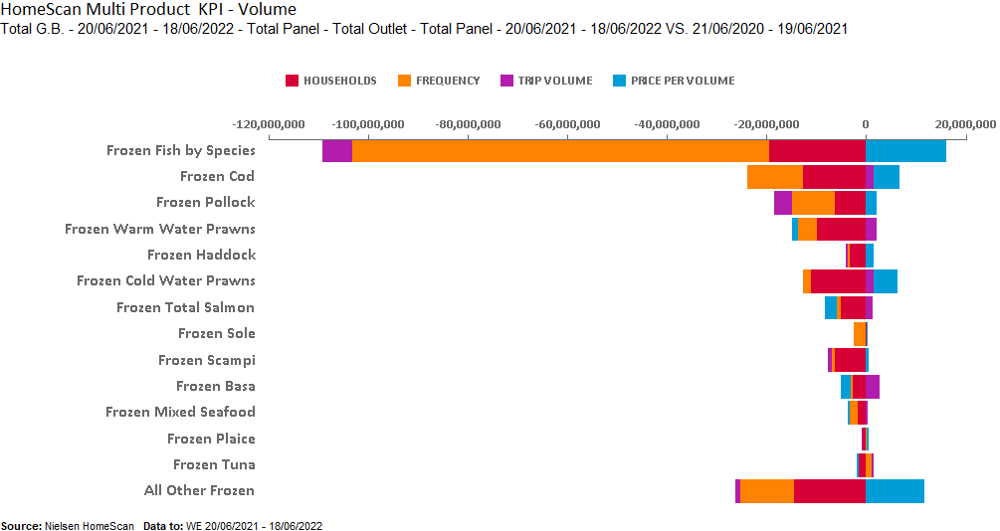 HomeScan Multi Product  KPI - Volume
Total G.B. - 20/06/2021 - 18/06/2022 - Total Panel - Total Outlet - Total Panel - 20/06/2021 - 18/06/2022 VS. 21/06/2020 - 19/06/2021
HOUSEHOLDS FREQUENCY TRIP VOLUME PRICE PER VOLUME
-120,000,000 -100,000,000 -80,000,000 -60,000,000 -40,000,000 -20,000,000 0 20,000,000
Frozen Fish by Species
Frozen Cod
Frozen Pollock
Frozen Warm Water Prawns
Frozen Haddock
Frozen Cold Water Prawns
Frozen Total Salmon
Frozen Sole
Frozen Scampi
Frozen Basa
Frozen Mixed Seafood
Frozen Plaice
Frozen Tuna
All Other Frozen
Source: Nielsen HomeScan   Data to: WE 20/06/2021 - 18/06/2022